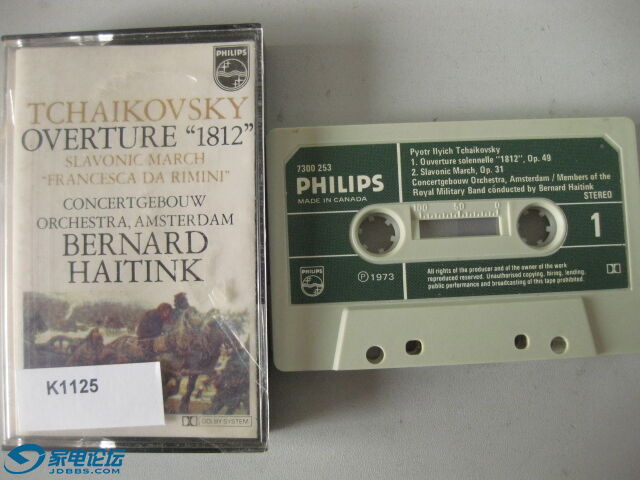 PHILIPS
TCHAIKOVSKY
OVERTURE "1812"
SLAVONIC MARCH
"FRANCESCA DA RIMINI"
CONCERTGEBOUW
ORCHESTRA, AMSTERDAM
BERNARD
HAITINK
K1125
DOLBY SYSTEM
7300 253
PHILIPS
MADE IN CANADA
Pyotr Ilyich Tchaikovsky
1. Ouverture solennelle "1812", Op. 49
2. Slavonic March, Op. 31
Concertgebouw Orchestra, Amsterdam / Members of the
Royal Military Band conducted by Bernard Haitink
STEREO
100 50 0
1
PHILIPS
Ⓟ1973
All rights of the producer and of the owner of the work
reproduced reserved. Unauthorised copying, hiring, lending,
public performance and broadcasting of this tape prohibited.
家电论坛
JDBBS.COM